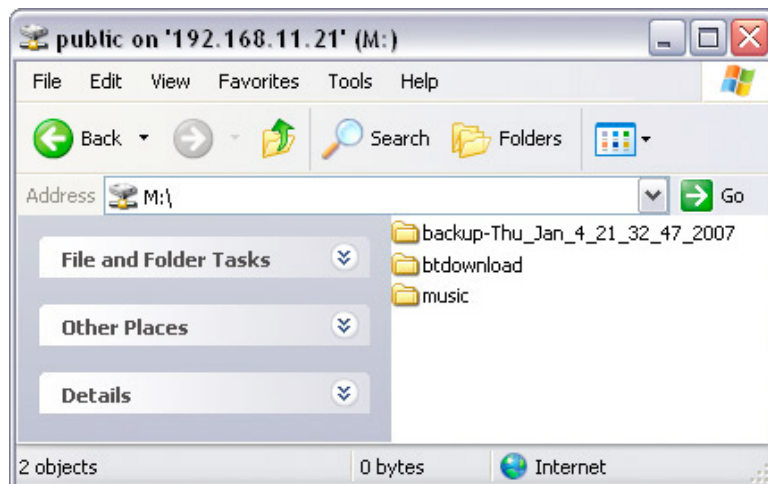 public on '192.168.11.21' (M:)
File Edit View Favorites Tools Help
Back Search Folders
Address M:\ Go
File and Folder Tasks
Other Places
Details
backup-Thu_Jan_4_21_32_47_2007
btdownload
music
2 objects 0 bytes Internet